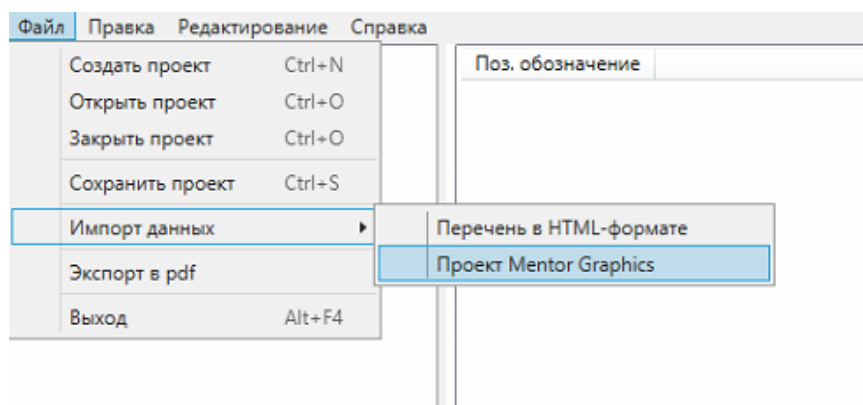 Файл Правка Редактирование Справка
Создать проект Ctrl+N
Открыть проект Ctrl+O
Закрыть проект Ctrl+O
Сохранить проект Ctrl+S
Импорт данных
Экспорт в pdf
Выход Alt+F4
Перечень в HTML-формате
Проект Mentor Graphics
Поз. обозначение